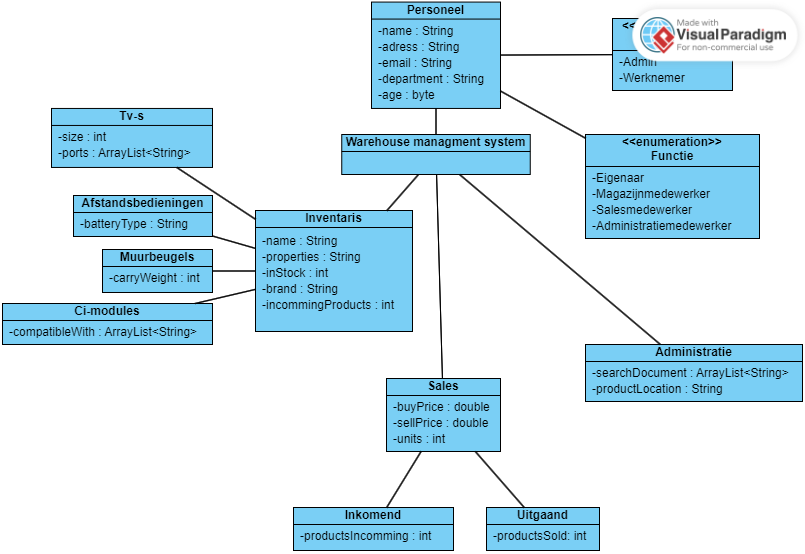 Personeel
-name : String
-adress : String
-email : String
-department : String
-age : byte
<<
-Admin
-Werknemer
Made with
Visual Paradigm
For non-commercial use
Tv-s
-size : int
-ports : ArrayList<String>
Warehouse managment system
<<enumeration>>
Functie
-Eigenaar
-Magazijnmedewerker
-Salesmedewerker
-Administratiemedewerker
Afstandsbedieningen
-batteryType : String
Inventaris
-name : String
-properties : String
-inStock : int
-brand : String
-incommingProducts : int
Muurbeugels
-carryWeight : int
Ci-modules
-compatibleWith : ArrayList<String>
Administratie
-searchDocument : ArrayList<String>
-productLocation : String
Sales
-buyPrice : double
-sellPrice : double
-units : int
Inkomend
-productsIncomming : int
Uitgaand
-productsSold: int